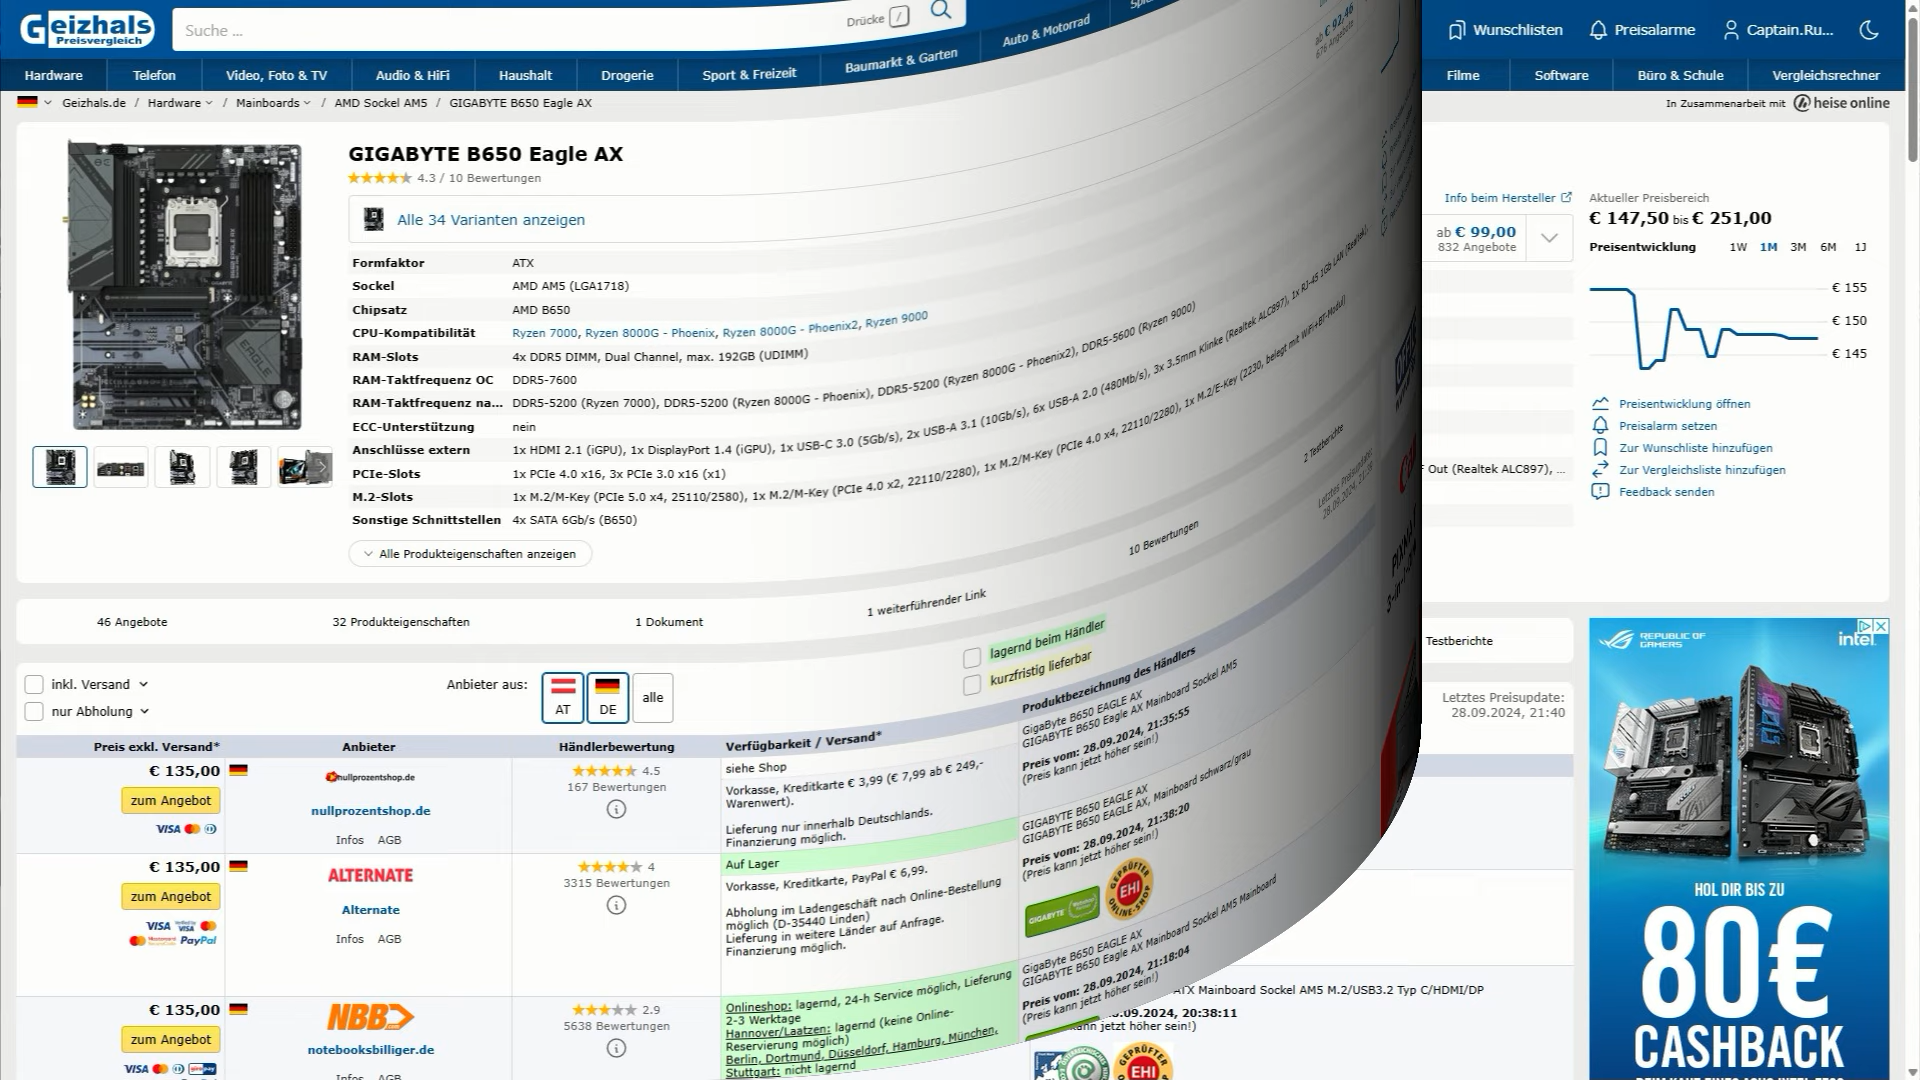 Geizhals
Preisvergleich
Suche ...
Drücke /
Wunschlisten
Preisalarme
Captain.Ru...
Hardware
Telefon
Video, Foto & TV
Audio & HiFi
Haushalt
Drogerie
Sport & Freizeit
Baumarkt & Garten
Auto & Motorrad
Filme
Software
Büro & Schule
Vergleichsrechner
Geizhals.de / Hardware / Mainboards / AMD Sockel AM5 / GIGABYTE B650 Eagle AX
In Zusammenarbeit mit heise online
GIGABYTE B650 Eagle AX
4.3 / 10 Bewertungen
Alle 34 Varianten anzeigen
ab € 92,46
676 Angebote
Formfaktor ATX
Sockel AMD AM5 (LGA1718)
Chipsatz AMD B650
CPU-Kompatibilität Ryzen 7000, Ryzen 8000G - Phoenix, Ryzen 8000G - Phoenix2, Ryzen 9000
RAM-Slots 4x DDR5 DIMM, Dual Channel, max. 192GB (UDIMM)
RAM-Taktfrequenz OC DDR5-7600
RAM-Taktfrequenz na... DDR5-5200 (Ryzen 7000), DDR5-5200 (Ryzen 8000G - Phoenix), DDR5-5200 (Ryzen 8000G - Phoenix2), DDR5-5600 (Ryzen 9000)
ECC-Unterstützung nein
Anschlüsse extern 1x HDMI 2.1 (iGPU), 1x DisplayPort 1.4 (iGPU), 1x USB-C 3.0 (5Gb/s), 2x USB-A 3.1 (10Gb/s), 6x USB-A 2.0 (480Mb/s), 3x 3.5mm Klinke (Realtek ALC897), 1x RJ-45 1Gb LAN (Realtek),
PCIe-Slots 1x PCIe 4.0 x16, 3x PCIe 3.0 x16 (x1)
M.2-Slots 1x M.2/M-Key (PCIe 5.0 x4, 25110/2580), 1x M.2/M-Key (PCIe 4.0 x2, 22110/2280), 1x M.2/M-Key (PCIe 4.0 x4, 22110/2280), 1x M.2/E-Key (2230, belegt mit WiFi+BT-Modul)
Sonstige Schnittstellen 4x SATA 6Gb/s (B650)
Alle Produkteigenschaften anzeigen
Info beim Hersteller
ab € 99,00
832 Angebote
Out (Realtek ALC897), ...
Aktueller Preisbereich
€ 147,50 bis € 251,00
Preisentwicklung 1W 1M 3M 6M 1J
€ 155
€ 150
€ 145
Preisentwicklung öffnen
Preisalarm setzen
Zur Wunschliste hinzufügen
Zur Vergleichsliste hinzufügen
Feedback senden
46 Angebote
32 Produkteigenschaften
1 Dokument
1 weiterführender Link
10 Bewertungen
2 Testberichte
Testberichte
Letztes Preisupdate:
Letztes Preisupdate:
28.09.2024, 21:40
inkl. Versand
nur Abholung
Anbieter aus:
AT
DE
alle
lagernd beim Händler
kurzfristig lieferbar
Preis exkl. Versand*
Anbieter
Händlerbewertung
Verfügbarkeit / Versand*
Produktbezeichnung des Händlers
€ 135,00
zum Angebot
VISA
nullprozentshop.de
nullprozentshop.de
Infos AGB
4.5
167 Bewertungen
siehe Shop
Vorkasse, Kreditkarte € 3,99 (€ 7,99 ab € 249,-
Warenwert).
Lieferung nur innerhalb Deutschlands.
Finanzierung möglich.
GigaByte B650 EAGLE AX
GIGABYTE B650 Eagle AX Mainboard Sockel AM5
Preis vom: 28.09.2024, 21:35:55
(Preis kann jetzt höher sein!)
€ 135,00
zum Angebot
VISA VISA
PayPal
ALTERNATE
Alternate
Infos AGB
4
3315 Bewertungen
Auf Lager
Vorkasse, Kreditkarte, PayPal € 6,99.
Abholung im Ladengeschäft nach Online-Bestellung
möglich (D-35440 Linden)
Lieferung in weitere Länder auf Anfrage.
Finanzierung möglich.
GIGABYTE B650 EAGLE AX
GIGABYTE B650 EAGLE AX, Mainboard schwarz/grau
Preis vom: 28.09.2024, 21:38:20
(Preis kann jetzt höher sein!)
GIGABYTE
GEPRÜFTER
EHI
ONLINE-SHOP
€ 135,00
zum Angebot
VISA giropay
NBB.com
notebooksbilliger.de
Infos AGB
2.9
5638 Bewertungen
Onlineshop: lagernd, 24-h Service möglich, Lieferung
2-3 Werktage
Hannover/Laatzen: lagernd (keine Online-
Reservierung möglich)
Berlin, Dortmund, Düsseldorf, Hamburg, München,
Stuttgart: nicht lagernd
GigaByte B650 EAGLE AX
GIGABYTE B650 Eagle AX Mainboard Sockel AM5 Mainboard
Preis vom: 28.09.2024, 21:18:04
(Preis kann jetzt höher sein!)
ATX Mainboard Sockel AM5 M.2/USB3.2 Typ C/HDMI/DP
.09.2024, 20:38:11
kann jetzt höher sein!)
GEPRÜFTER
EHI
REPUBLIC OF
GAMERS
intel
HOL DIR BIS ZU
80€
CASHBACK